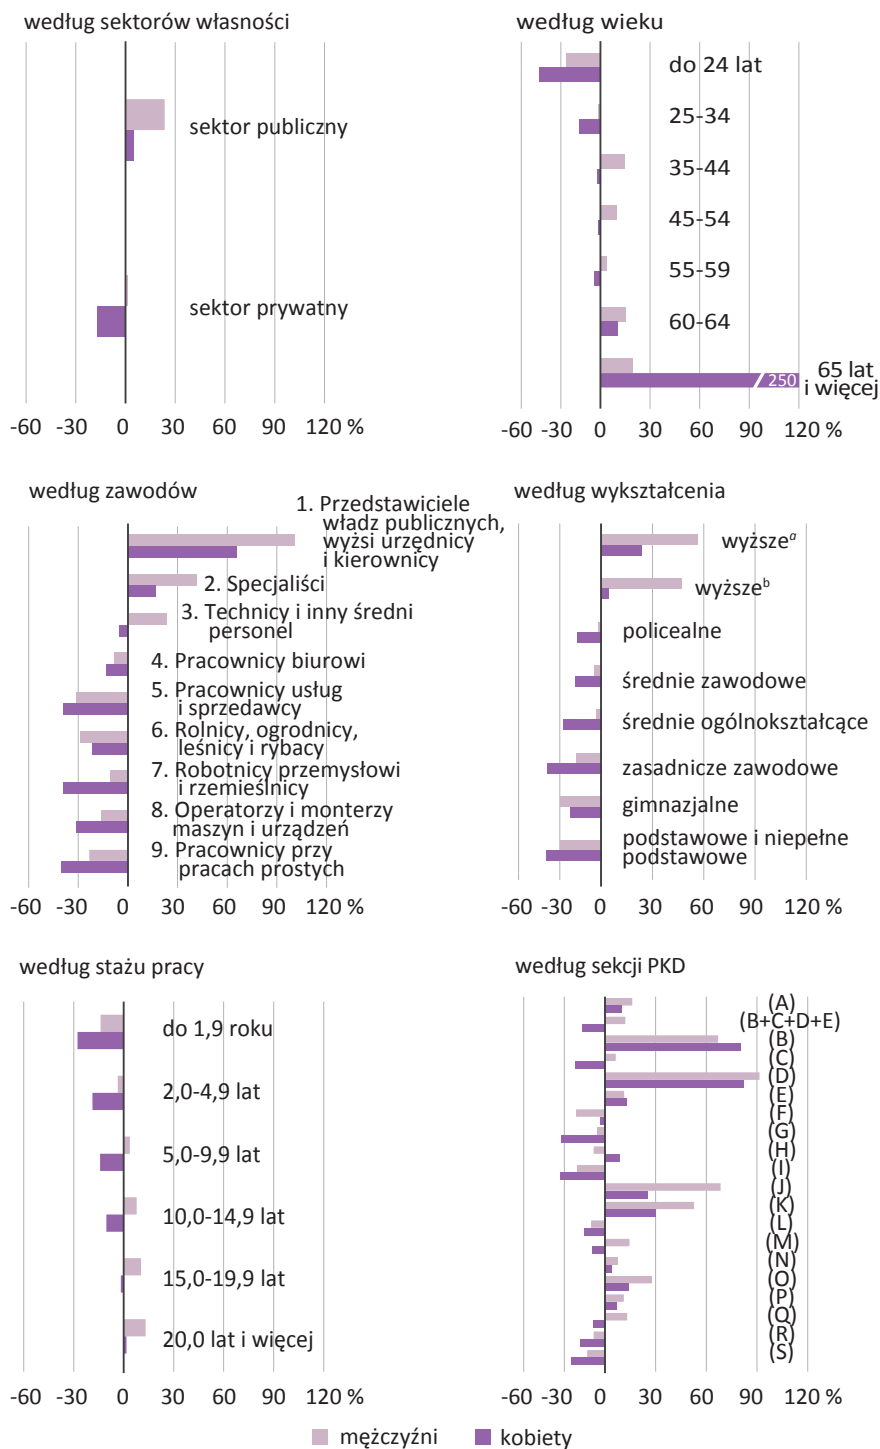 według sektorów własności
sektor publiczny
sektor prywatny
-60 -30 0 30 60 90 120 %
według wieku
do 24 lat
25-34
35-44
45-54
55-59
60-64
250
65 lat
i więcej
-60 -30 0 30 60 90 120 %
według zawodów
1. Przedstawiciele
władz publicznych,
wyżsi urzędnicy
i kierownicy
2. Specjaliści
3. Technicy i inny średni
personel
4. Pracownicy biurowi
5. Pracownicy usług
i sprzedawcy
6. Rolnicy, ogrodnicy,
leśnicy i rybacy
7. Robotnicy przemysłowi
i rzemieślnicy
8. Operatorzy i monterzy
maszyn i urządzeń
9. Pracownicy przy
pracach prostych
-60 -30 0 30 60 90 120 %
według wykształcenia
wyższe a
wyższe b
policealne
średnie zawodowe
średnie ogólnokształcące
zasadnicze zawodowe
gimnazjalne
podstawowe i niepełne
podstawowe
-60 -30 0 30 60 90 120 %
według stażu pracy
do 1,9 roku
2,0-4,9 lat
5,0-9,9 lat
10,0-14,9 lat
15,0-19,9 lat
20,0 lat i więcej
-60 -30 0 30 60 90 120 %
według sekcji PKD
(A)
(B+C+D+E)
(B)
(C)
(D)
(E)
(F)
(G)
(H)
(I)
(J)
(K)
(L)
(M)
(N)
(O)
(P)
(Q)
(R)
(S)
-60 -30 0 30 60 90 120 %
mężczyźni kobiety